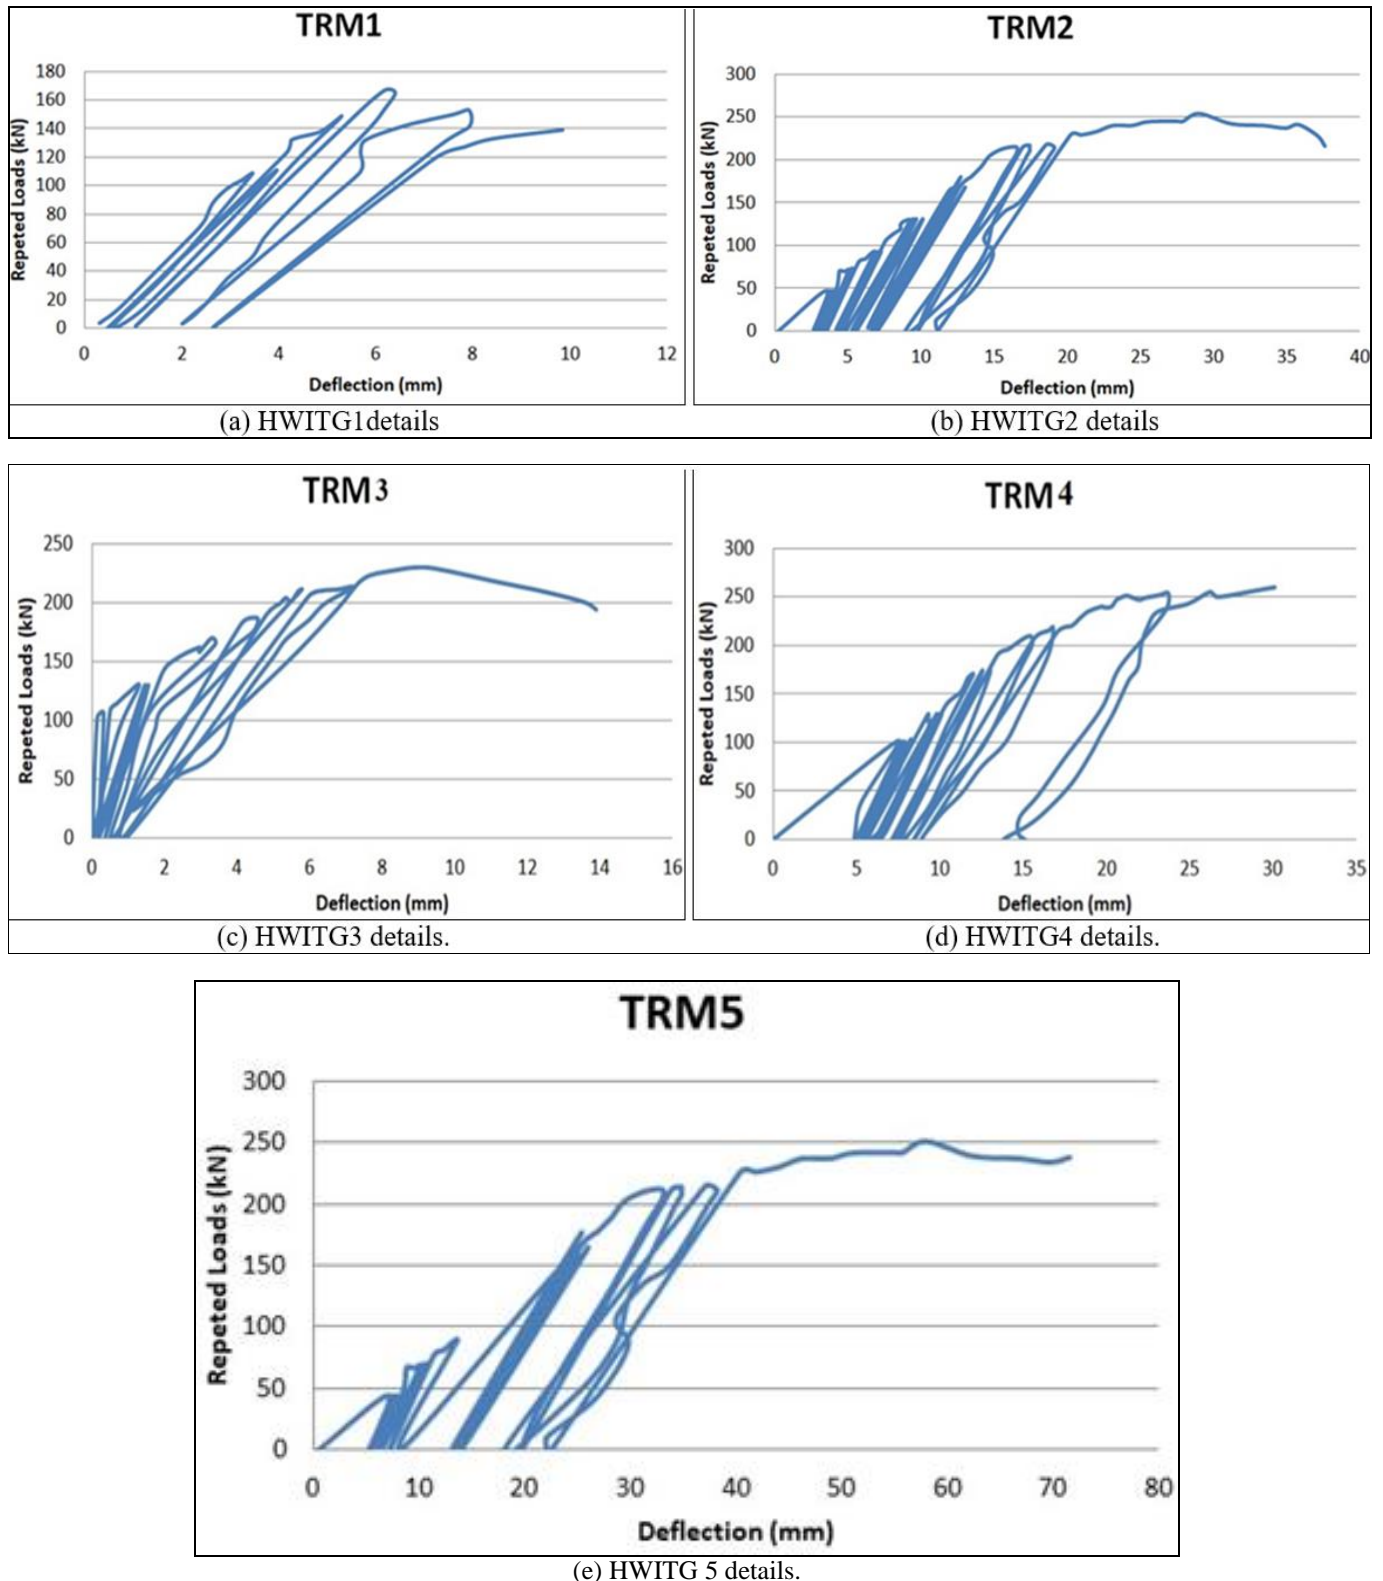 TRM1
180
160
140
120
100
80
60
40
20
0
0 2 4 6 8 10 12
Repeted Loads (kN)
Deflection (mm)
(a) HWITG1details
TRM2
300
250
200
150
100
50
0
0 5 10 15 20 25 30 35 40
Repeted Loads (kN)
Deflection (mm)
(b) HWITG2 details
TRM3
250
200
150
100
50
0
0 2 4 6 8 10 12 14 16
Repeted Loads (kN)
Deflection (mm)
(c) HWITG3 details.
TRM4
300
250
200
150
100
50
0
0 5 10 15 20 25 30 35
Repeted Loads (kN)
Deflection (mm)
(d) HWITG4 details.
TRM5
300
250
200
150
100
50
0
0 10 20 30 40 50 60 70 80
Repeted Loads (kN)
Deflection (mm)
(e) HWITG 5 details.